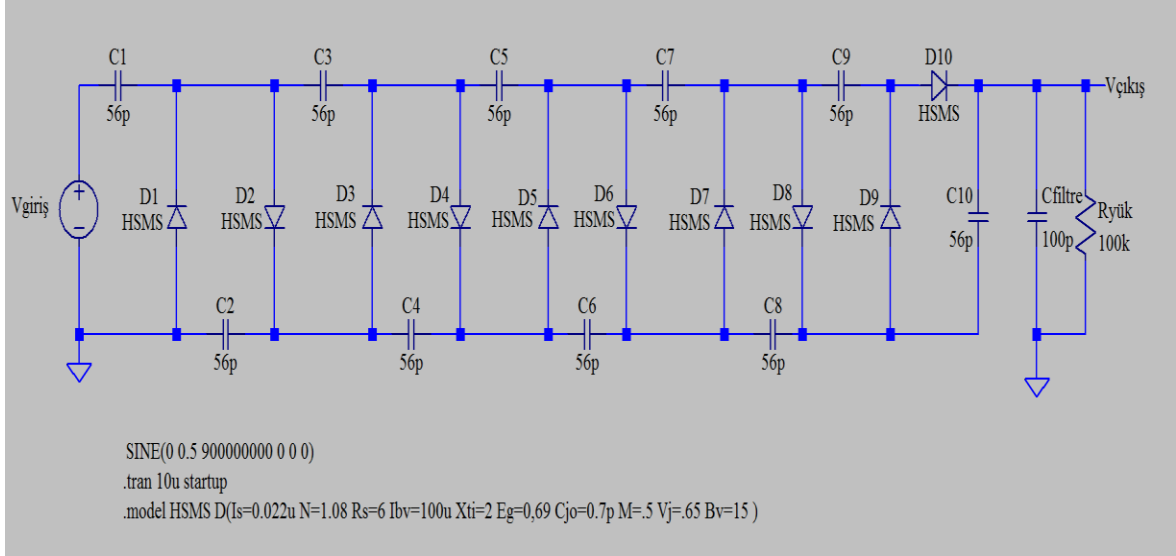 C1 C3 C5 C7 C9 D10
56p 56p 56p 56p 56p HSMS
Vçıkış
Vgiriş
D1 D2 D3 D4 D5 D6 D7 D8 D9
HSMS HSMS HSMS HSMS HSMS HSMS HSMS HSMS HSMS
C10 Cfiltre Ryük
56p 100p 100k
C2 C4 C6 C8
56p 56p 56p 56p
SINE(0 0.5 900000000 0 0 0)
.tran 10u startup
.model HSMS D(Is=0.022u N=1.08 Rs=6 Ibv=100u Xti=2 Eg=0,69 Cjo=0.7p M=.5 Vj=.65 Bv=15 )